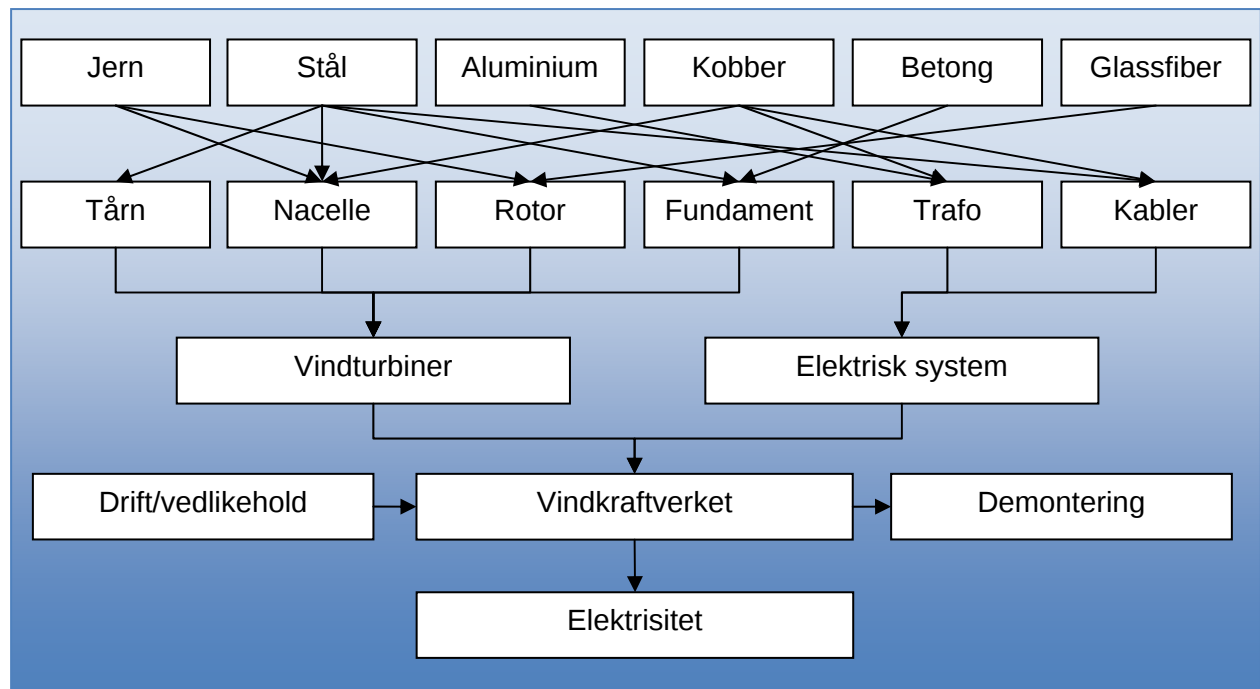 Jern
Stål
Aluminium
Kobber
Betong
Glassfiber
Tårn
Nacelle
Rotor
Fundament
Trafo
Kabler
Vindturbiner
Elektrisk system
Drift/vedlikehold
Vindkraftverket
Demontering
Elektrisitet